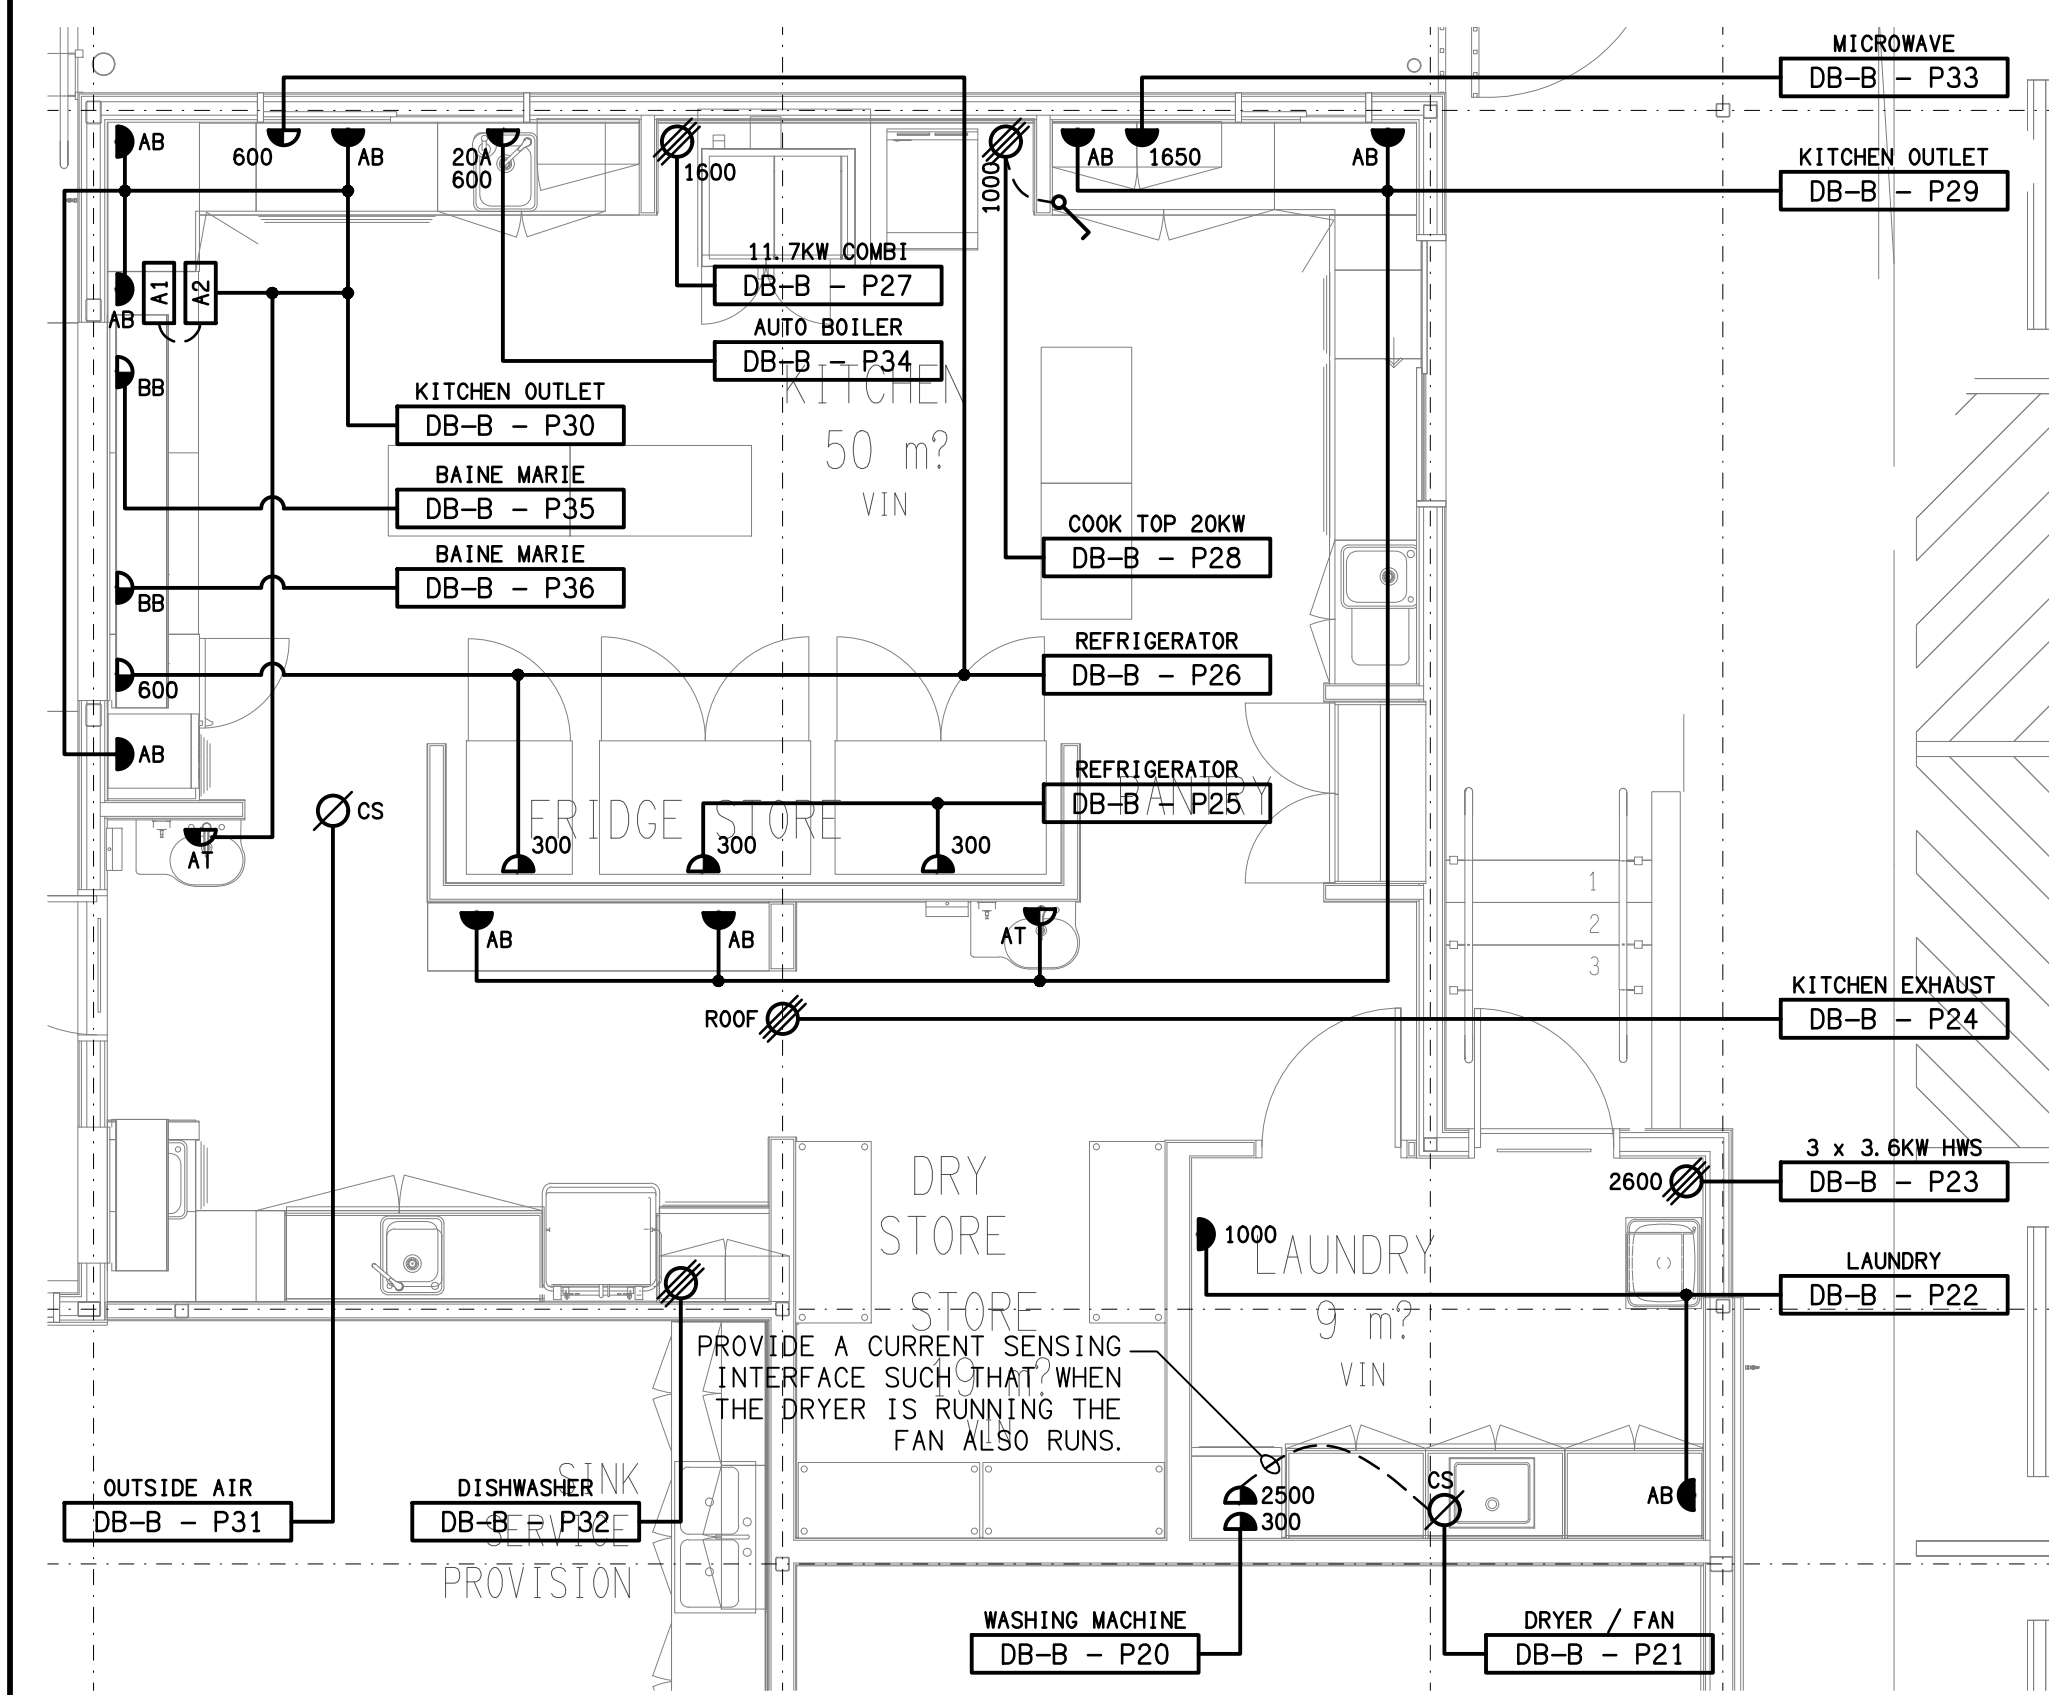 MICROWAVE
DB-B - P33
AB
600
AB
20A
600
1600
1000
AB
1650
AB
KITCHEN OUTLET
DB-B - P29
A1
A2
AB
11.7KW COMBI
DB-B - P27
AUTO BOILER
DB-B - P34
KITCHEN
50 m?
VIN
BB
KITCHEN OUTLET
DB-B - P30
BAINE MARIE
DB-B - P35
BAINE MARIE
DB-B - P36
BB
COOK TOP 20KW
DB-B - P28
REFRIGERATOR
DB-B - P26
600
AB
REFRIGERATOR
DB-B - P25
PANTRY
CS
FRIDGE STORE
300
300
300
AT
AB
AB
AT
1
2
3
ROOF
KITCHEN EXHAUST
DB-B - P24
3 x 3.6KW HWS
DB-B - P23
2600
DRY
STORE
1000
LAUNDRY
9 m?
VIN
LAUNDRY
DB-B - P22
STORE
19 m?
VIN
PROVIDE A CURRENT SENSING
INTERFACE SUCH THAT WHEN
THE DRYER IS RUNNING THE
FAN ALSO RUNS.
OUTSIDE AIR
DB-B - P31
DISHWASHER
DB-B - P32
SINK
SERVICE
PROVISION
2500
300
CS
AB
WASHING MACHINE
DB-B - P20
DRYER / FAN
DB-B - P21